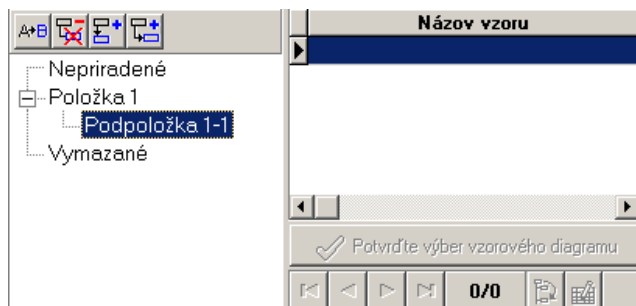 A B
Názov vzoru
Nepriradené
Položka 1
Podpoložka 1-1
Vymazané
Potvrďte výber vzorového diagramu
0/0